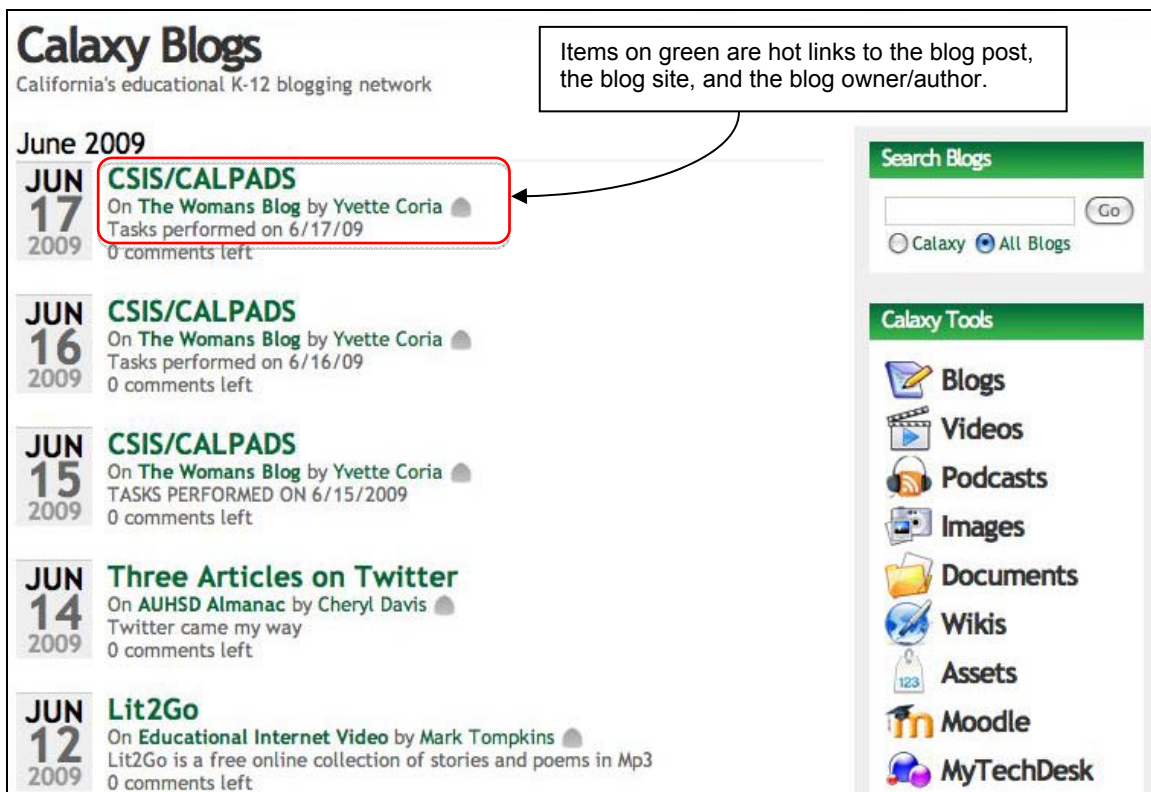 Calaxy Blogs
California's educational K-12 blogging network
Items on green are hot links to the blog post,
the blog site, and the blog owner/author.
June 2009
JUN
17
2009
CSIS/CALPADS
On The Womans Blog by Yvette Coria
Tasks performed on 6/17/09
0 comments left
JUN
16
2009
CSIS/CALPADS
On The Womans Blog by Yvette Coria
Tasks performed on 6/16/09
0 comments left
JUN
15
2009
CSIS/CALPADS
On The Womans Blog by Yvette Coria
TASKS PERFORMED ON 6/15/2009
0 comments left
JUN
14
2009
Three Articles on Twitter
On AUHSD Almanac by Cheryl Davis
Twitter came my way
0 comments left
JUN
12
2009
Lit2Go
On Educational Internet Video by Mark Tompkins
Lit2Go is a free online collection of stories and poems in Mp3
0 comments left
Search Blogs
Go
Calaxy All Blogs
Calaxy Tools
Blogs
Videos
Podcasts
Images
Documents
Wikis
123
Assets
Moodle
MyTechDesk